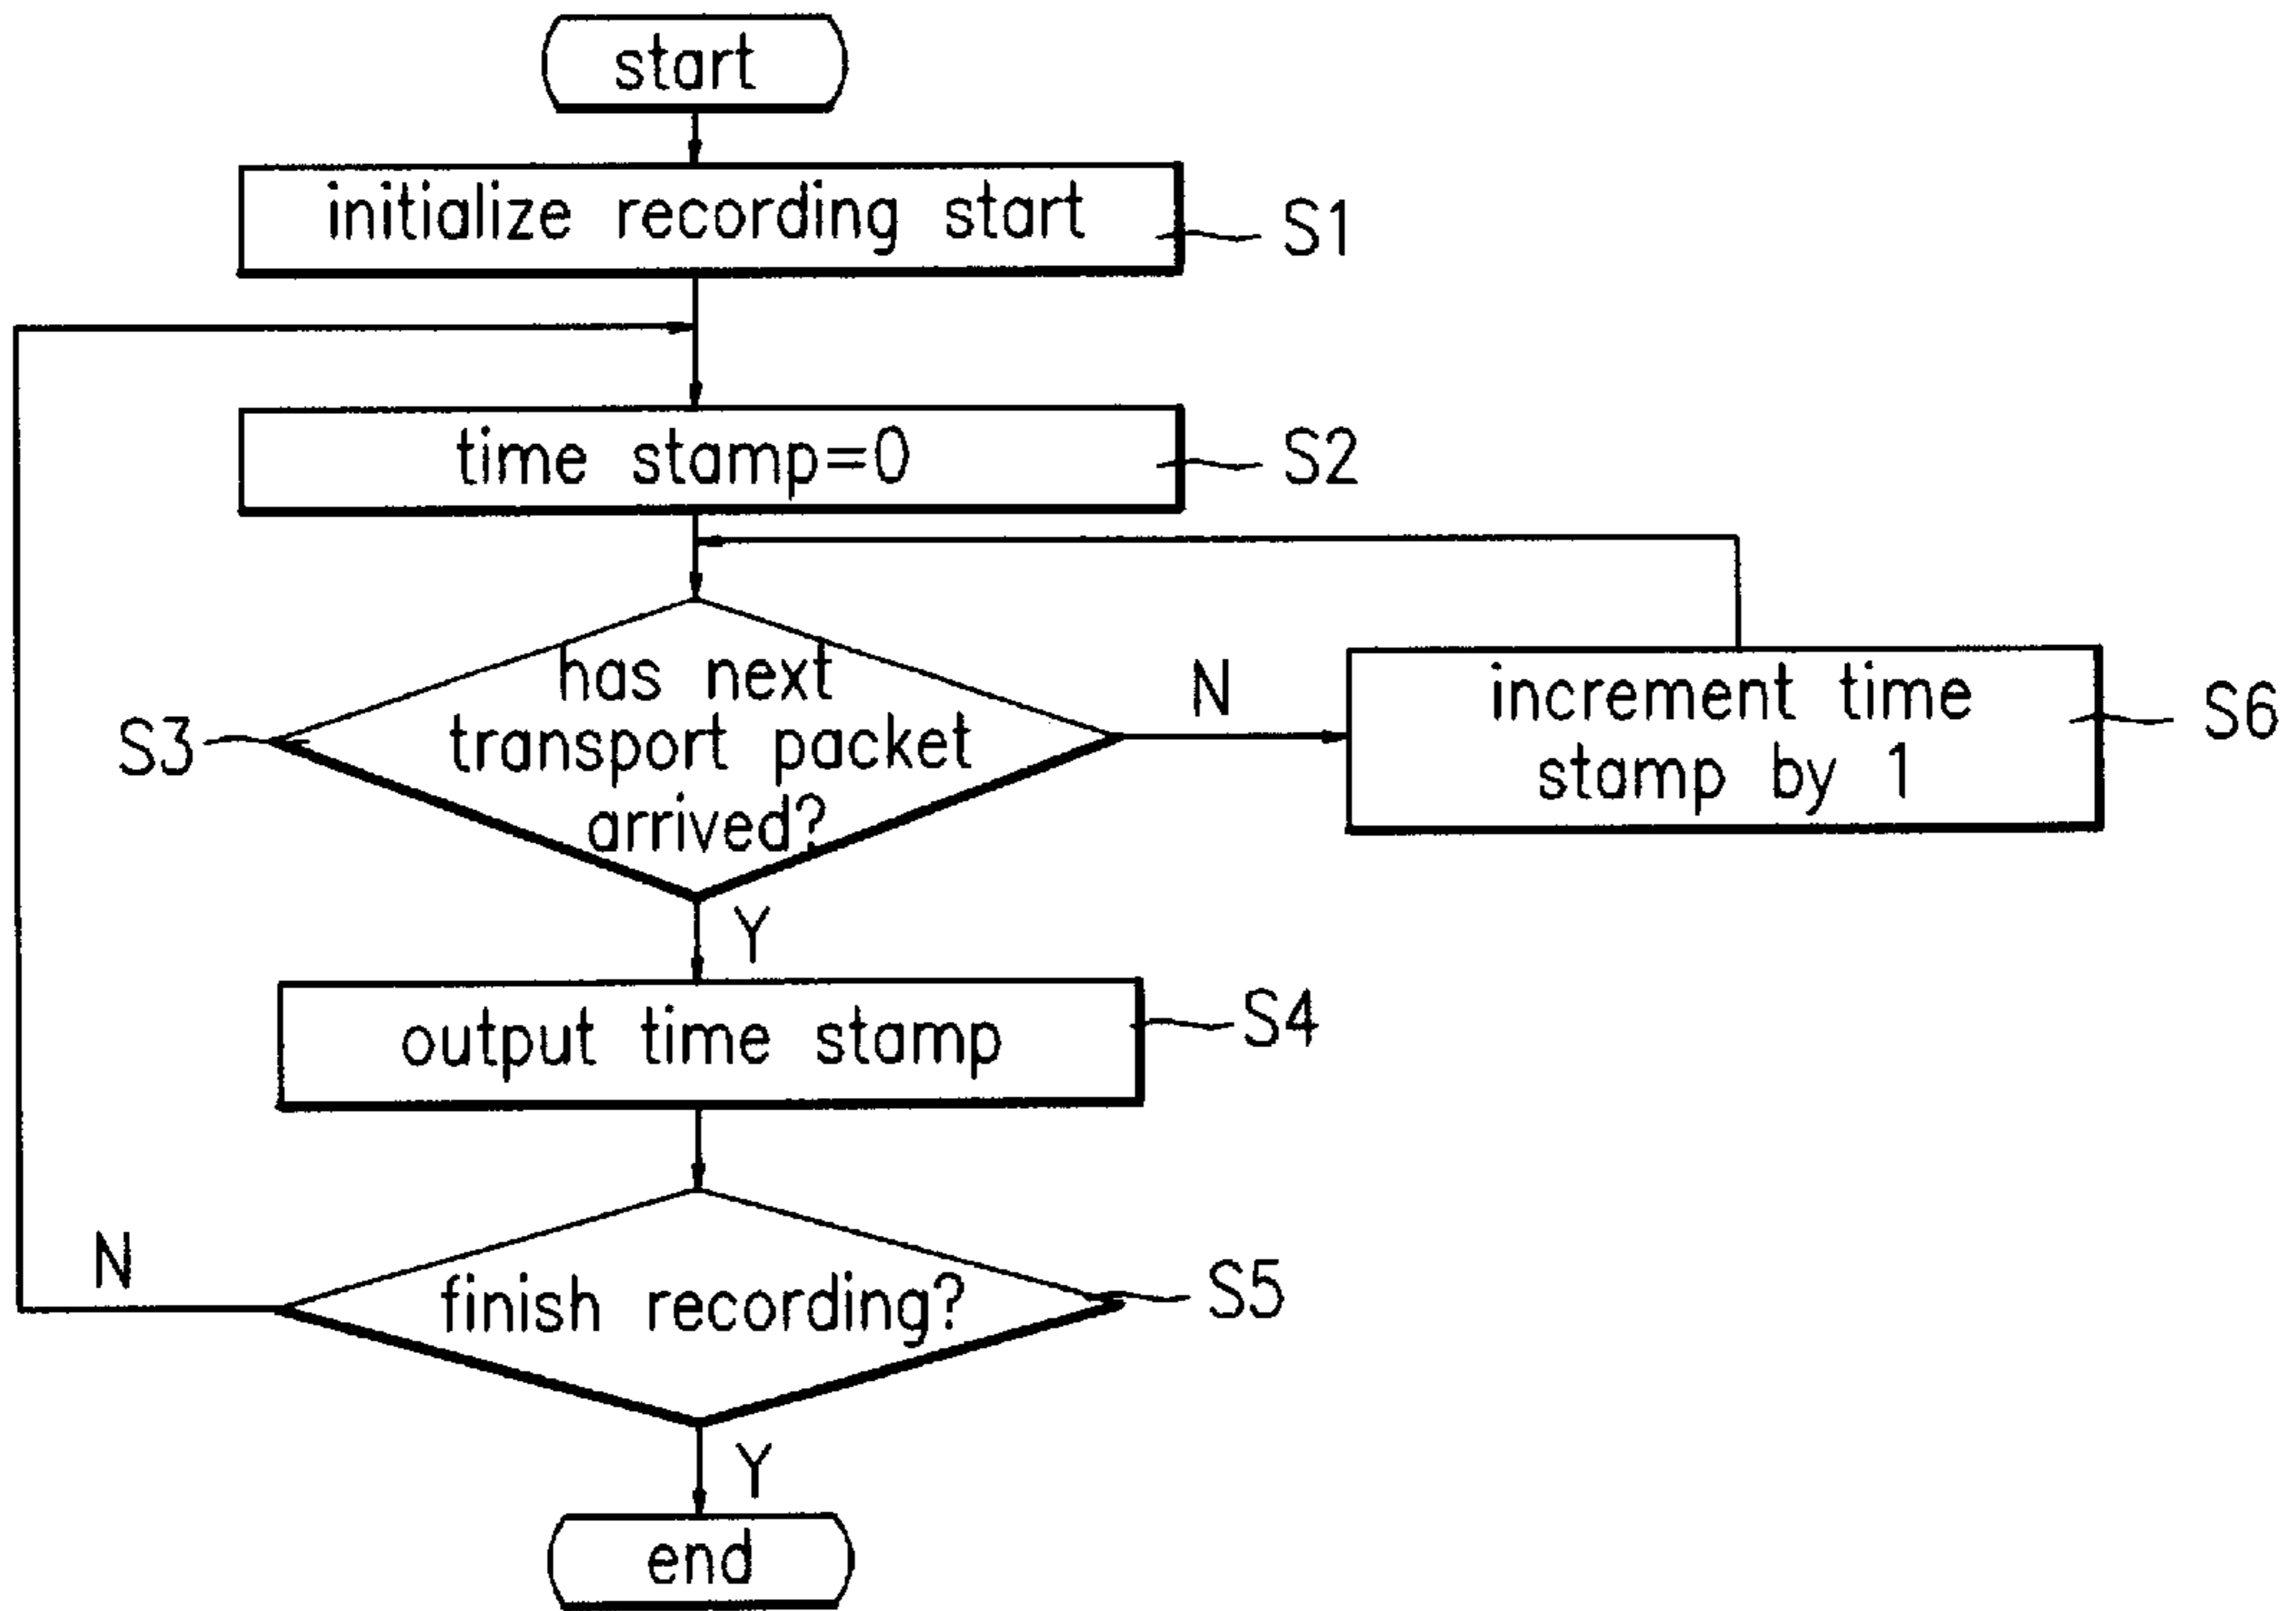 start
initialize recording start
S1
time stamp=0
S2
has next
transport packet
arrived?
S3
N
increment time
stamp by 1
S6
Y
output time stamp
S4
finish recording?
S5
N
Y
end